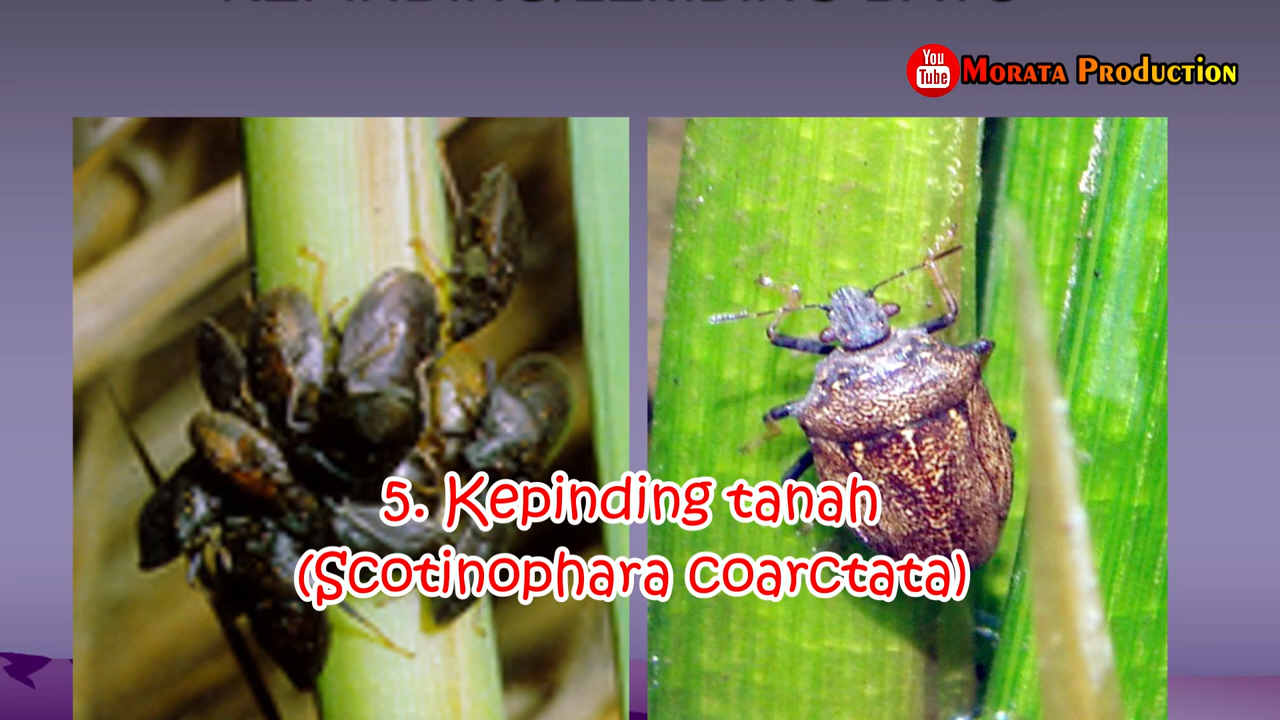 You
Tube
Morata Production
5. Kepinding tanah
(Scotinophara coarctata)